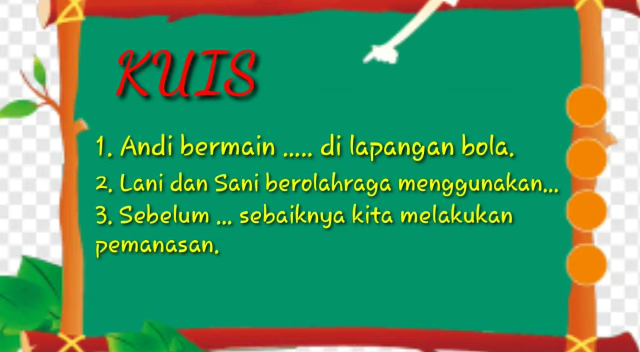 KUIS
1. Andi bermain ..... di lapangan bola.
2. Lani dan Sani berolahraga menggunakan...
3. Sebelum ... sebaiknya kita melakukan
pemanasan.